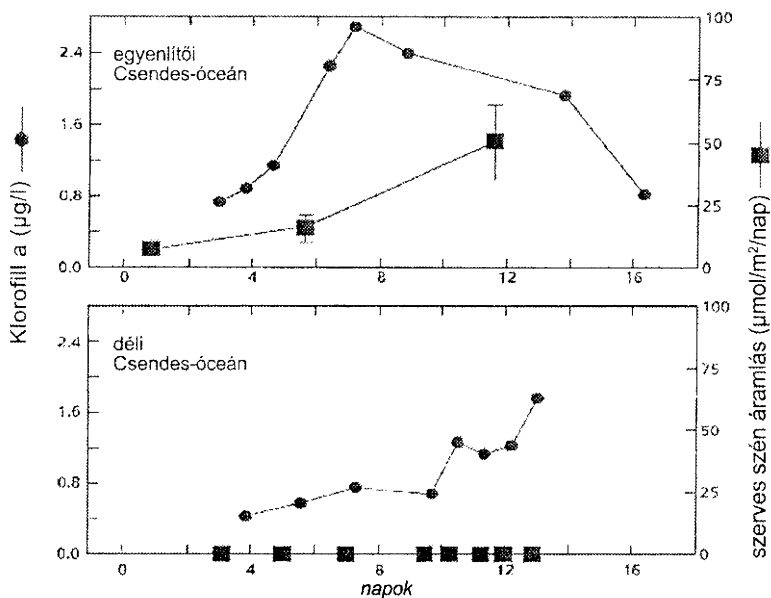 egyenlítői
Csendes-óceán
2.4
1.6
0.8
0.0
100
75
50
25
0
0 4 8 12 16
déli
Csendes-óceán
2.4
1.6
0.8
0.0
100
75
50
25
0
0 4 8 12 16
napok
Klorofill a (µg/l)
szerves szén áramlás (µmol/m²/nap)